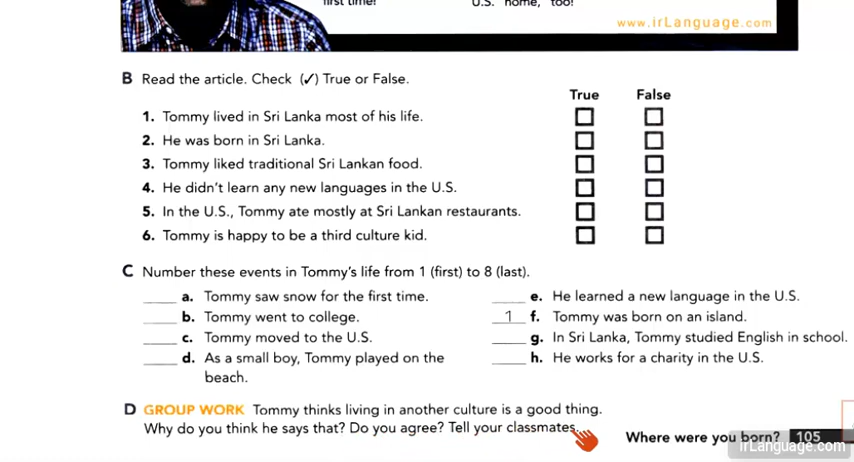 first time!
U.S. home, too!
www.irLanguage.com
B Read the article. Check (✓) True or False.
True False
1. Tommy lived in Sri Lanka most of his life.
2. He was born in Sri Lanka.
3. Tommy liked traditional Sri Lankan food.
4. He didn't learn any new languages in the U.S.
5. In the U.S., Tommy ate mostly at Sri Lankan restaurants.
6. Tommy is happy to be a third culture kid.
C Number these events in Tommy's life from 1 (first) to 8 (last).
____ a. Tommy saw snow for the first time.
____ b. Tommy went to college.
____ c. Tommy moved to the U.S.
____ d. As a small boy, Tommy played on the
beach.
____ e. He learned a new language in the U.S.
1 f. Tommy was born on an island.
____ g. In Sri Lanka, Tommy studied English in school.
____ h. He works for a charity in the U.S.
D GROUP WORK Tommy thinks living in another culture is a good thing.
Why do you think he says that? Do you agree? Tell your classmates.
Where were you born? 105
irLanguage.com